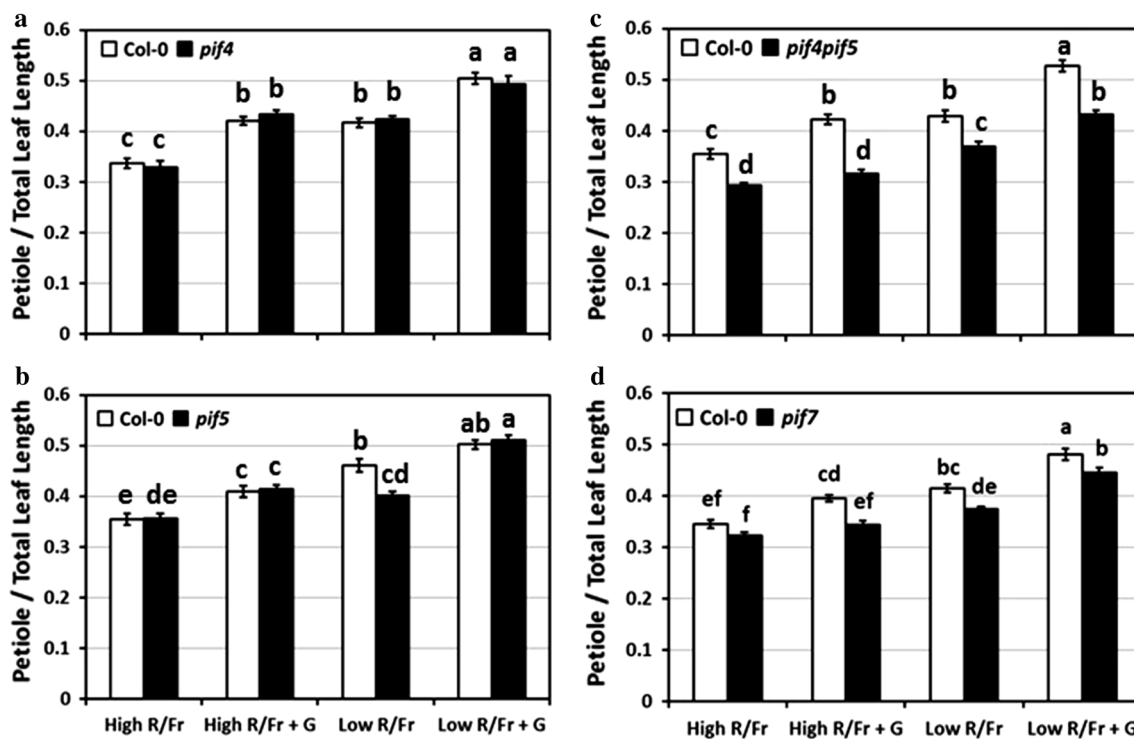 a
Petiole / Total Leaf Length
0.6
0.5
0.4
0.3
0.2
0.1
0
Col-0 pif4
c c b b b b a a
c
Petiole / Total Leaf Length
0.6
0.5
0.4
0.3
0.2
0.1
0
Col-0 pif4pif5
c d b d b c a b
b
Petiole / Total Leaf Length
0.6
0.5
0.4
0.3
0.2
0.1
0
Col-0 pif5
e de c c b cd ab a
High R/Fr High R/Fr + G Low R/Fr Low R/Fr + G
d
Petiole / Total Leaf Length
0.6
0.5
0.4
0.3
0.2
0.1
0
Col-0 pif7
ef f cd ef bc de a b
High R/Fr High R/Fr + G Low R/Fr Low R/Fr + G